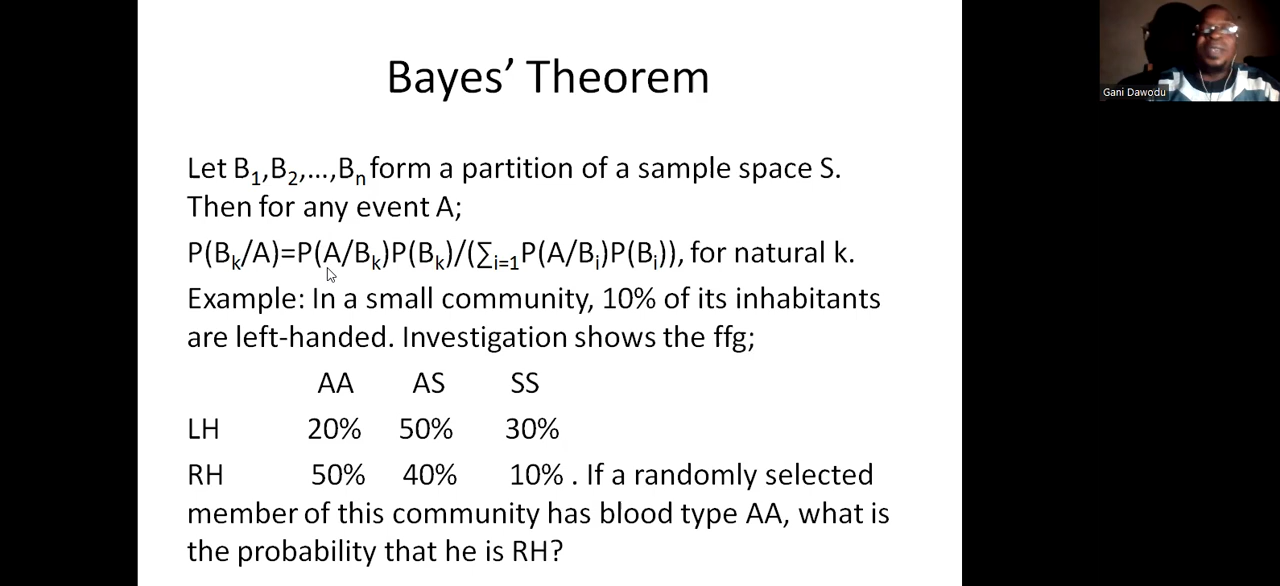 Bayes’ Theorem
Gani Dawodu
Let B₁,B₂,...,Bₙ form a partition of a sample space S.
Then for any event A;
P(Bₖ/A)=P(A/Bₖ)P(Bₖ)/(∑ᵢ₌₁P(A/Bᵢ)P(Bᵢ)), for natural k.
Example: In a small community, 10% of its inhabitants
are left-handed. Investigation shows the ffg;
AA AS SS
LH 20% 50% 30%
RH 50% 40% 10% . If a randomly selected
member of this community has blood type AA, what is
the probability that he is RH?